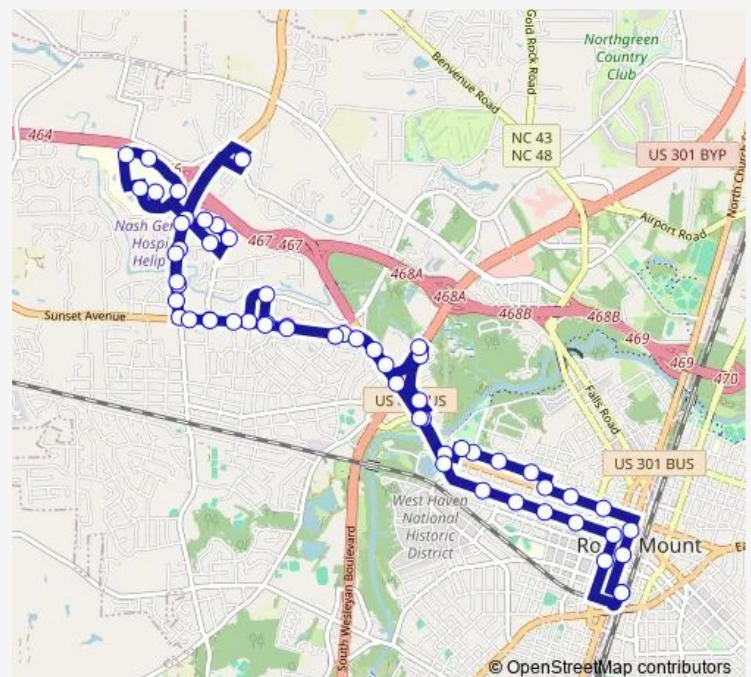 Northgreen
Country
Club
Gold Rock Road
Benvenue Road
NC 43
NC 48
US 301 BYP
North Church
464
Airport Road
Nash Ge
Hospi
Helip
467
467
468A
468A
468B
468B
469
469
470
Sunset Avenue
US
US
Falls Road
US 301 BUS
West Haven
National
Historic
District
Ro
Mount
South Wesleyan Boulevard
© OpenStreetMap contributors